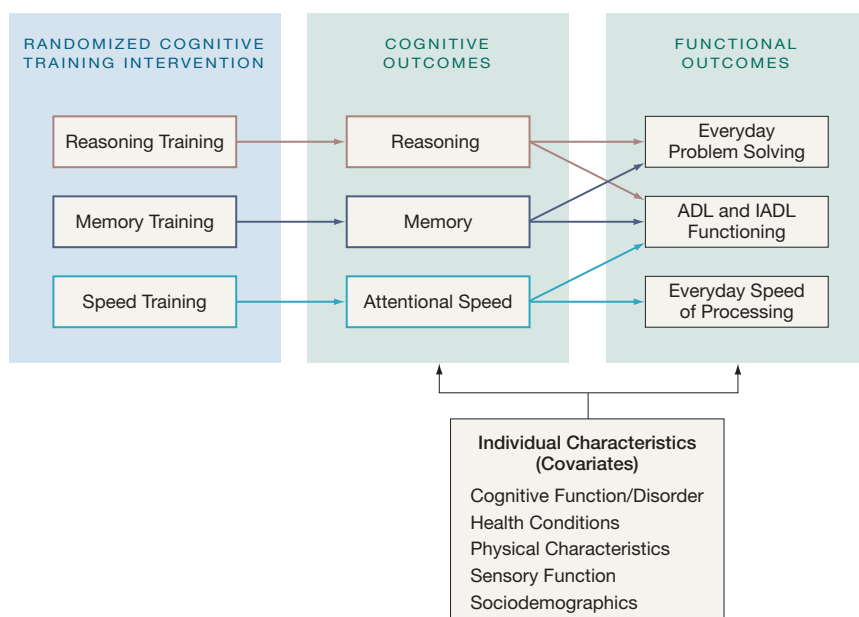 RANDOMIZED COGNITIVE
TRAINING INTERVENTION
COGNITIVE
OUTCOMES
FUNCTIONAL
OUTCOMES
Reasoning Training
Reasoning
Everyday
Problem Solving
Memory Training
Memory
ADL and IADL
Functioning
Speed Training
Attentional Speed
Everyday Speed
of Processing
Individual Characteristics
(Covariates)
Cognitive Function/Disorder
Health Conditions
Physical Characteristics
Sensory Function
Sociodemographics